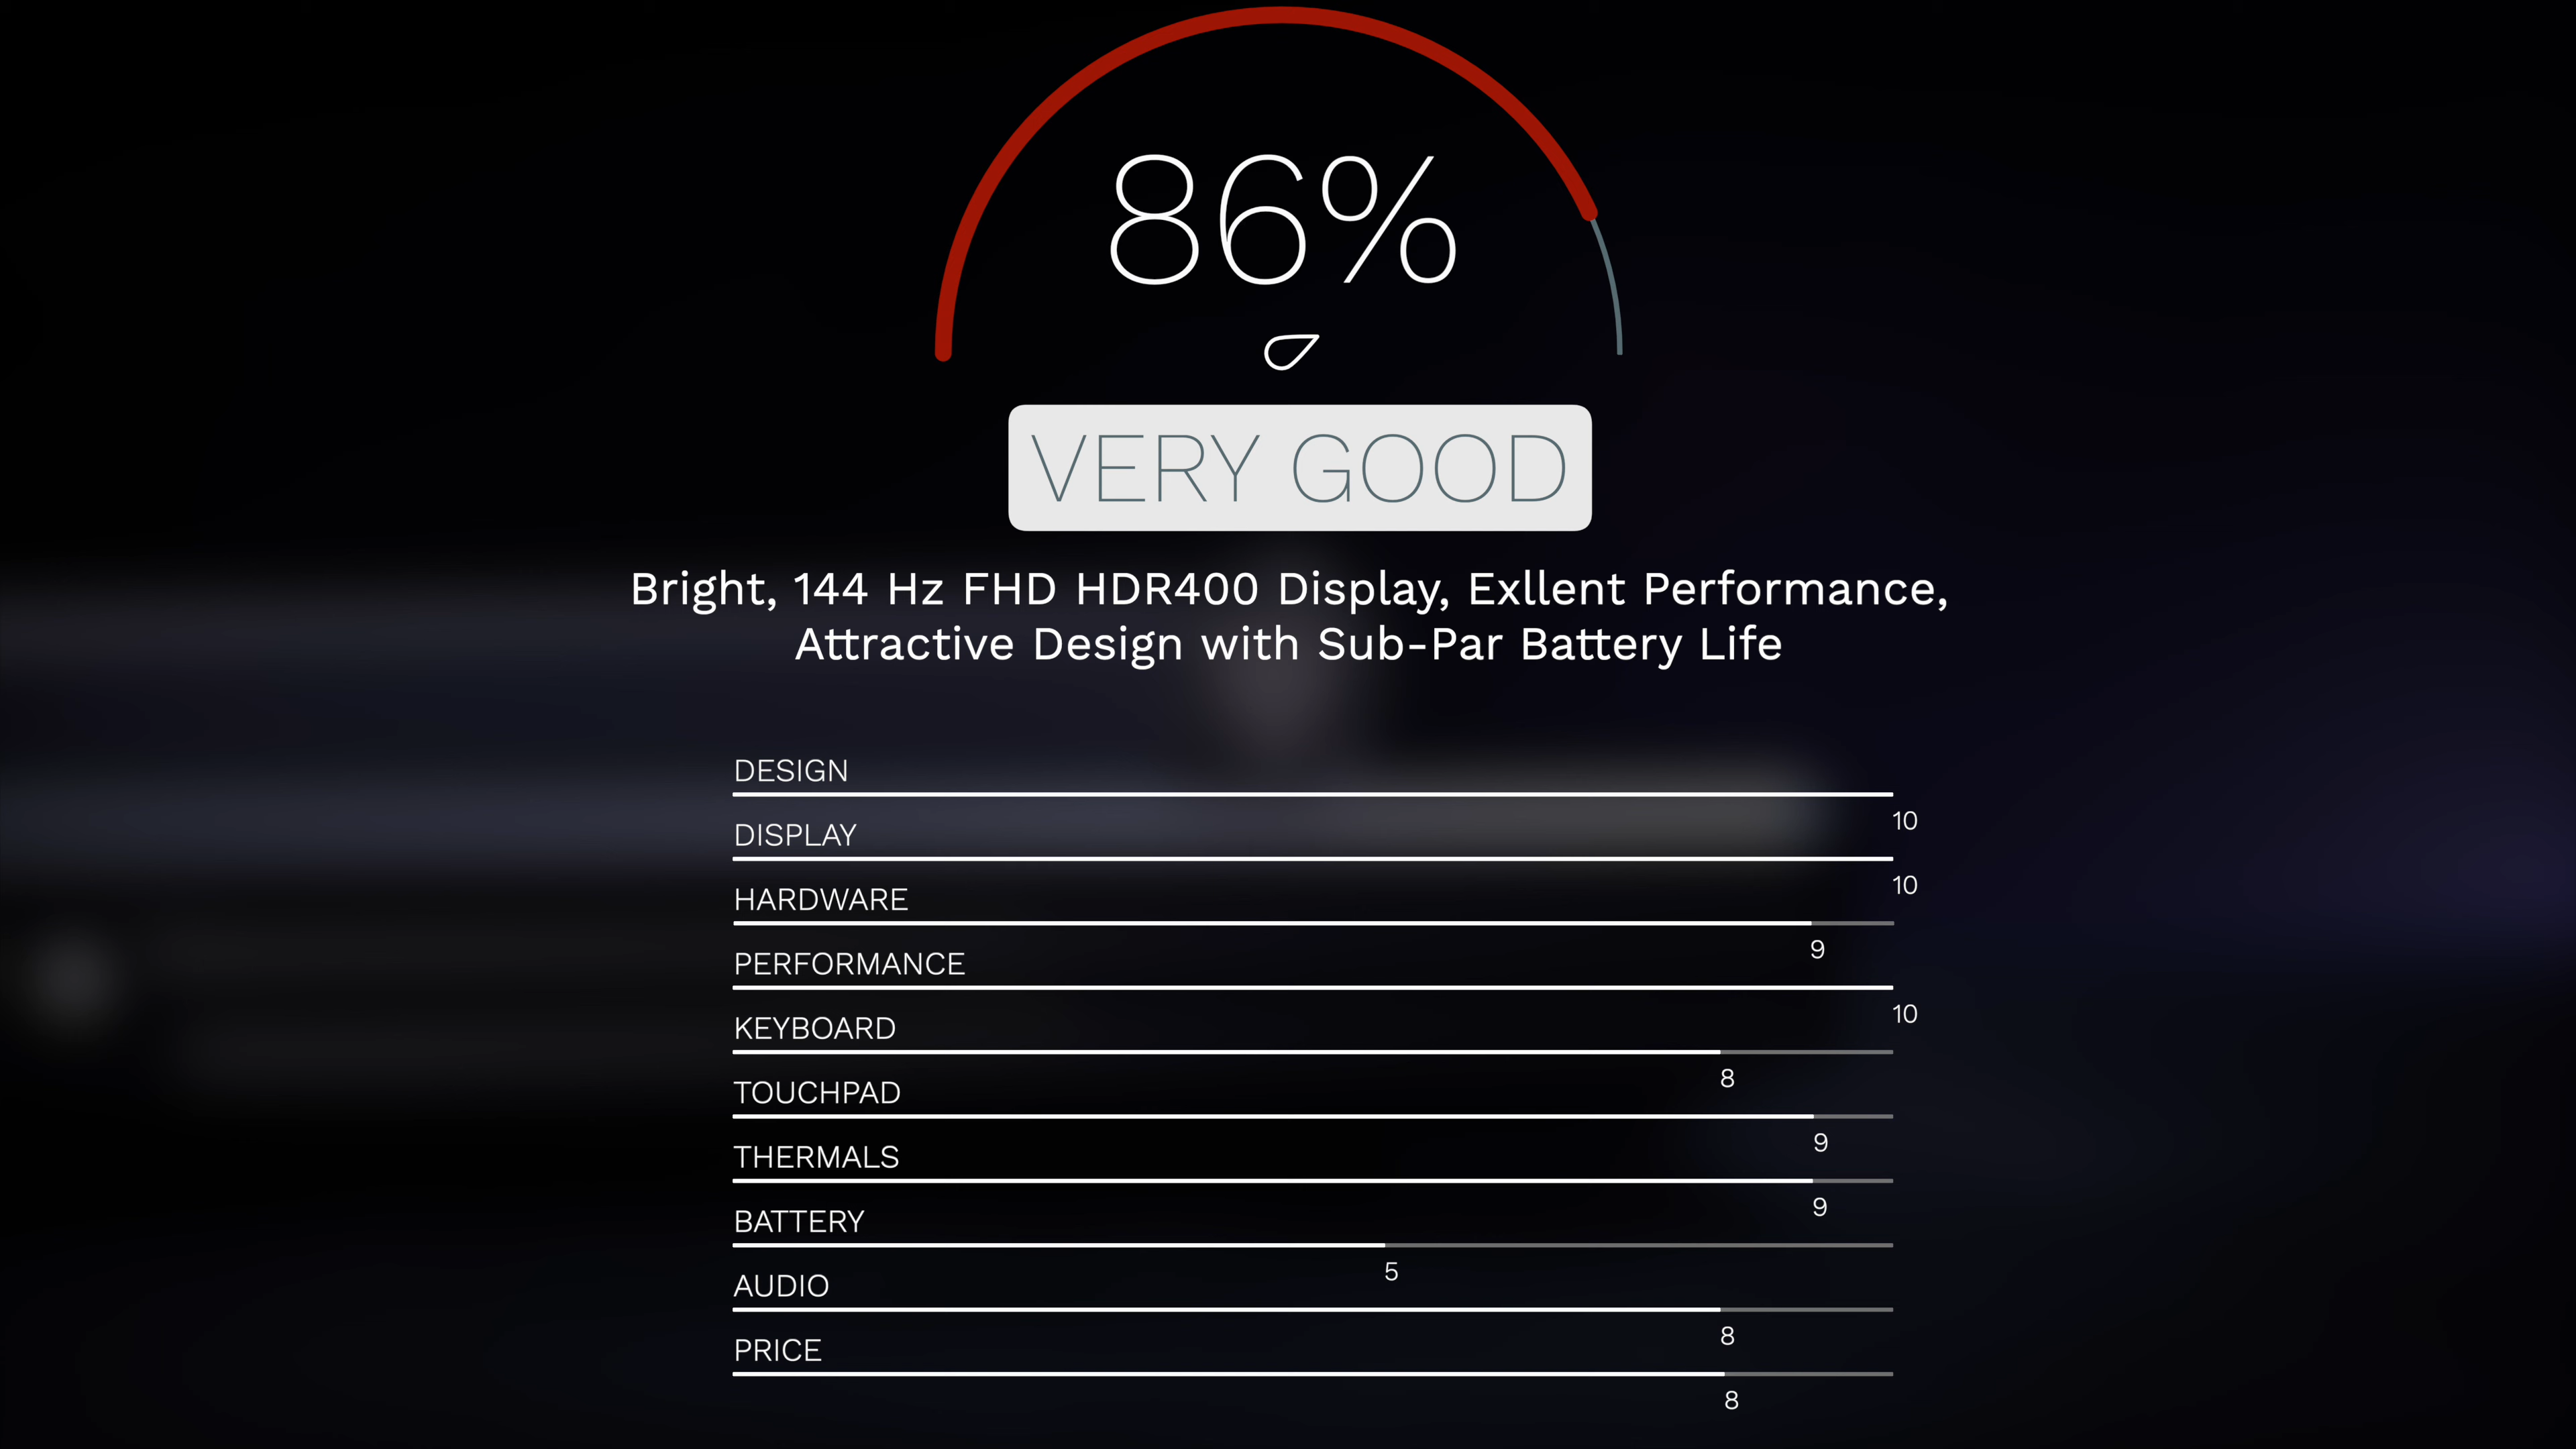 86%
VERY GOOD
Bright, 144 Hz FHD HDR400 Display, Exllent Performance,
Attractive Design with Sub-Par Battery Life
DESIGN
10
DISPLAY
10
HARDWARE
9
PERFORMANCE
10
KEYBOARD
8
TOUCHPAD
9
THERMALS
9
BATTERY
5
AUDIO
8
PRICE
8